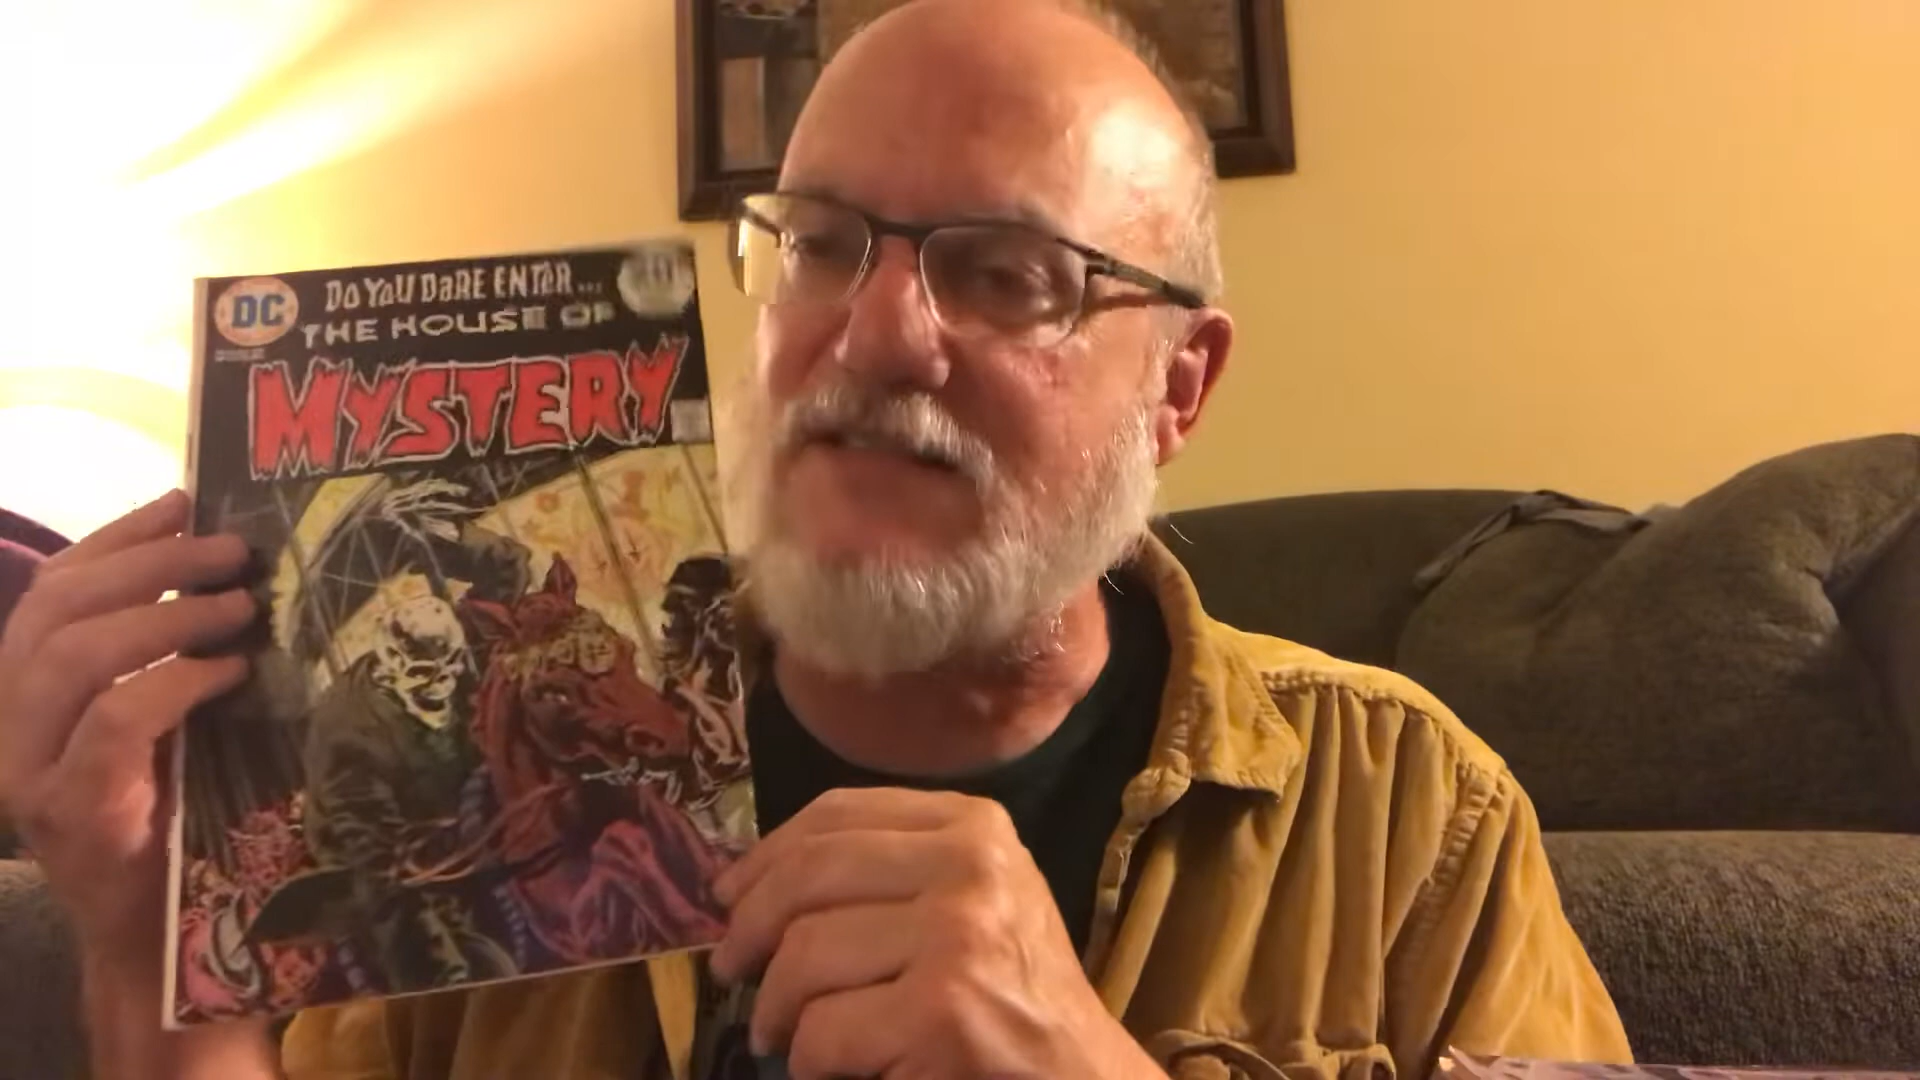 DC
DO YOU DARE ENTER...
THE HOUSE OF
MYSTERY